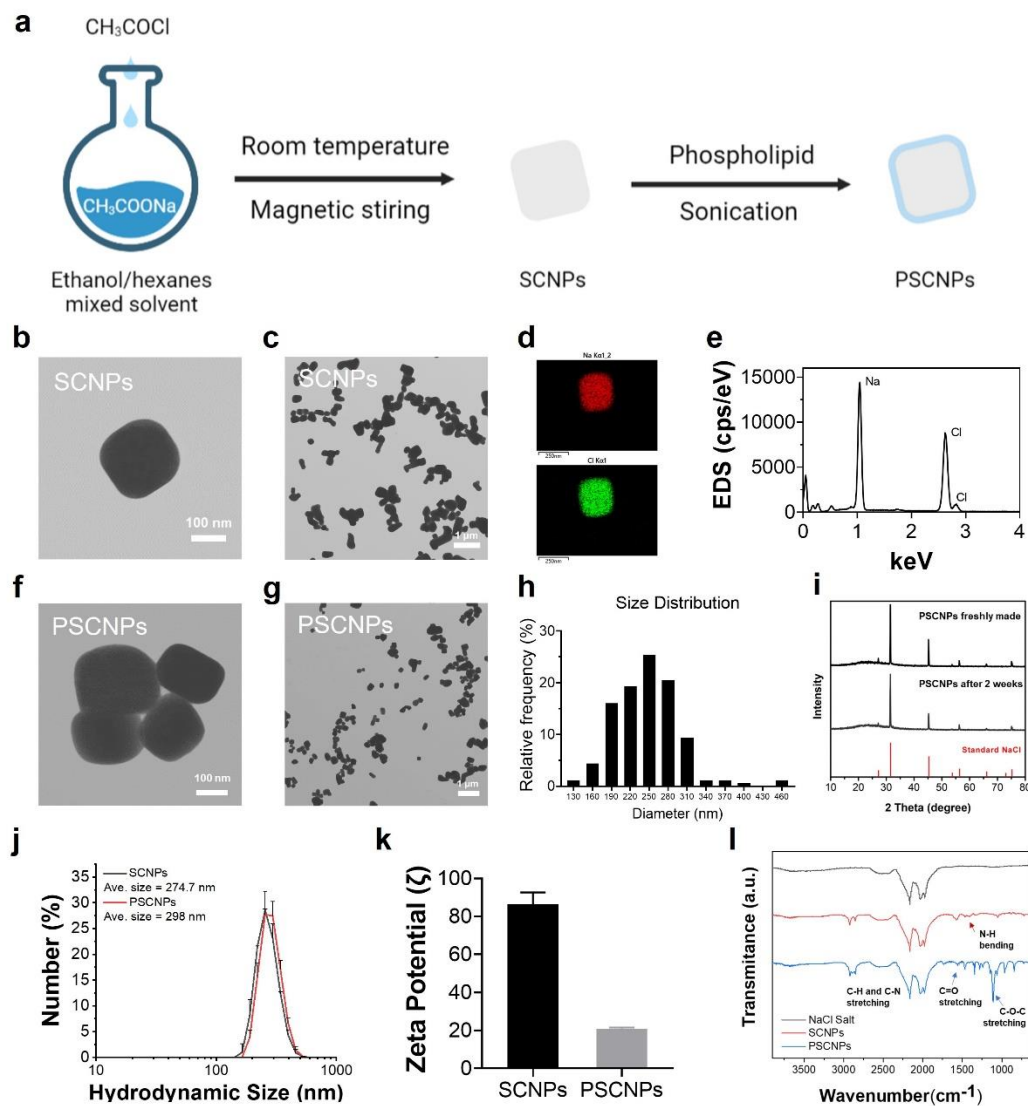 a
CH₃COCl
CH₃COONa
Ethanol/hexanes
mixed solvent
Room temperature
Magnetic stiring
SCNPs
Phospholipid
Sonication
PSCNPs
b
SCNPs
100 nm
c
SCNPs
1 µm
d
Na Kα1,2
250nm
Cl Kα1
250nm
e
EDS (cps/eV)
15000
10000
5000
0
Na
Cl
Cl
0 1 2 3 4
keV
f
PSCNPs
100 nm
g
PSCNPs
1 µm
h
Size Distribution
Relative frequency (%)
30
20
10
0
130 160 190 220 250 280 310 340 370 400 430 460
Diameter (nm)
i
Intensity
PSCNPs freshly made
PSCNPs after 2 weeks
Standard NaCl
10 20 30 40 50 60 70 80
2 Theta (degree)
j
Number (%)
35
30
25
20
15
10
5
0
SCNPs
Ave. size = 274.7 nm
PSCNPs
Ave. size = 298 nm
10 100 1000
Hydrodynamic Size (nm)
k
Zeta Potential (ζ)
100
80
60
40
20
0
SCNPs PSCNPs
l
Transmitance (a.u.)
N-H
bending
C-H and C-N
stretching
C=O
stretching
C-O-C
stretching
NaCl Salt
SCNPs
PSCNPs
3500 3000 2500 2000 1500 1000
Wavenumber(cm⁻¹)